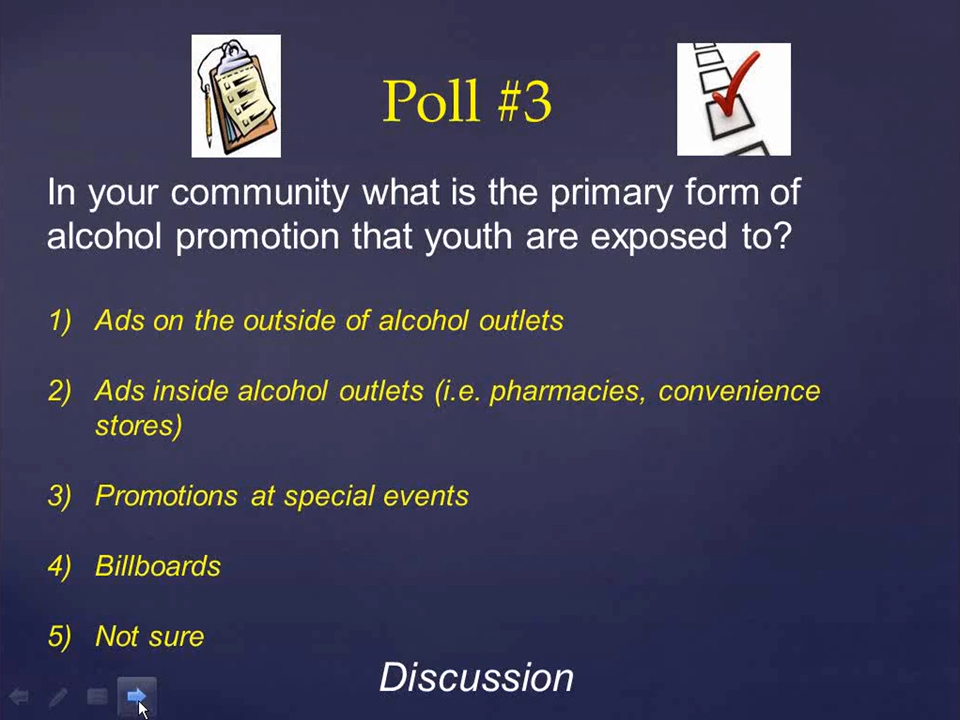 Poll #3
In your community what is the primary form of
alcohol promotion that youth are exposed to?
1) Ads on the outside of alcohol outlets
2) Ads inside alcohol outlets (i.e. pharmacies, convenience
stores)
3) Promotions at special events
4) Billboards
5) Not sure
Discussion